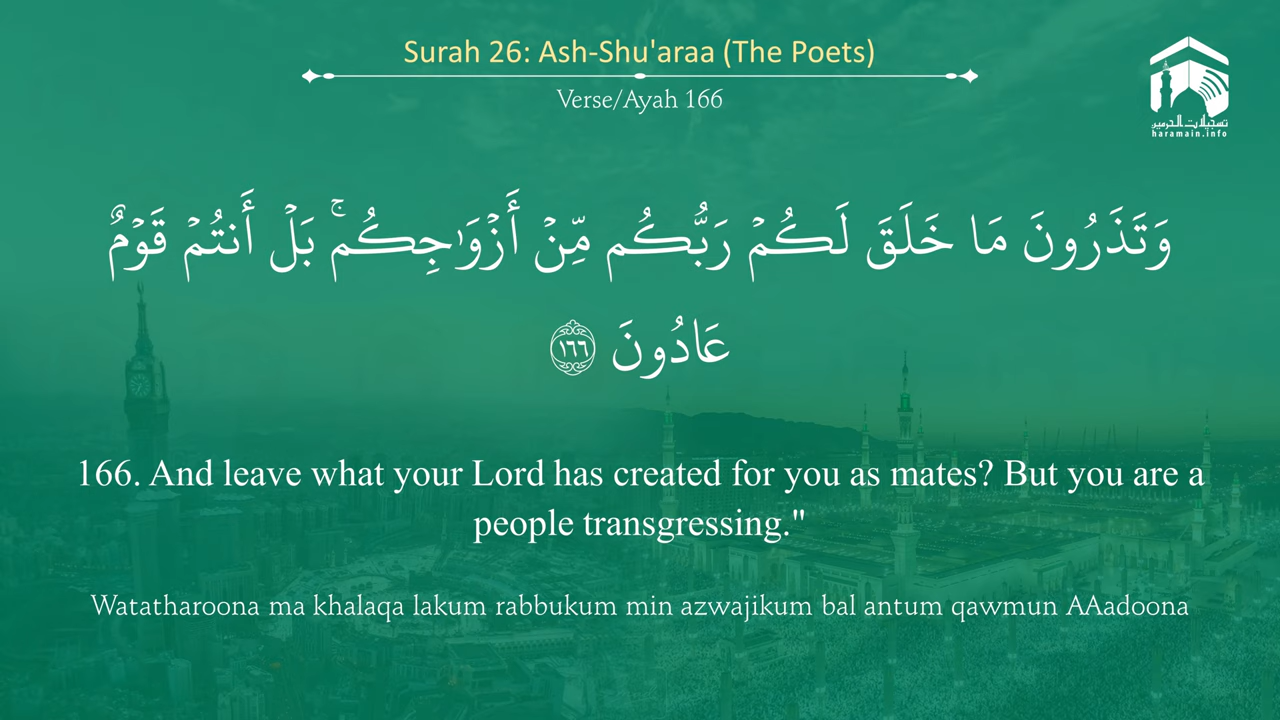 Surah 26: Ash-Shu'araa (The Poets)
Verse/Ayah 166
تسجيلات الحرمين
haramain.info
وَتَذَرُونَ مَا خَلَقَ لَكُمۡ رَبُّكُم مِّنۡ أَزۡوَٰجِكُمۚ بَلۡ أَنتُمۡ قَوۡمٌ
عَادُونَ ١٦٦
166. And leave what your Lord has created for you as mates? But you are a
people transgressing."
Watatharoona ma khalaqa lakum rabbukum min azwajikum bal antum qawmun AAadoona